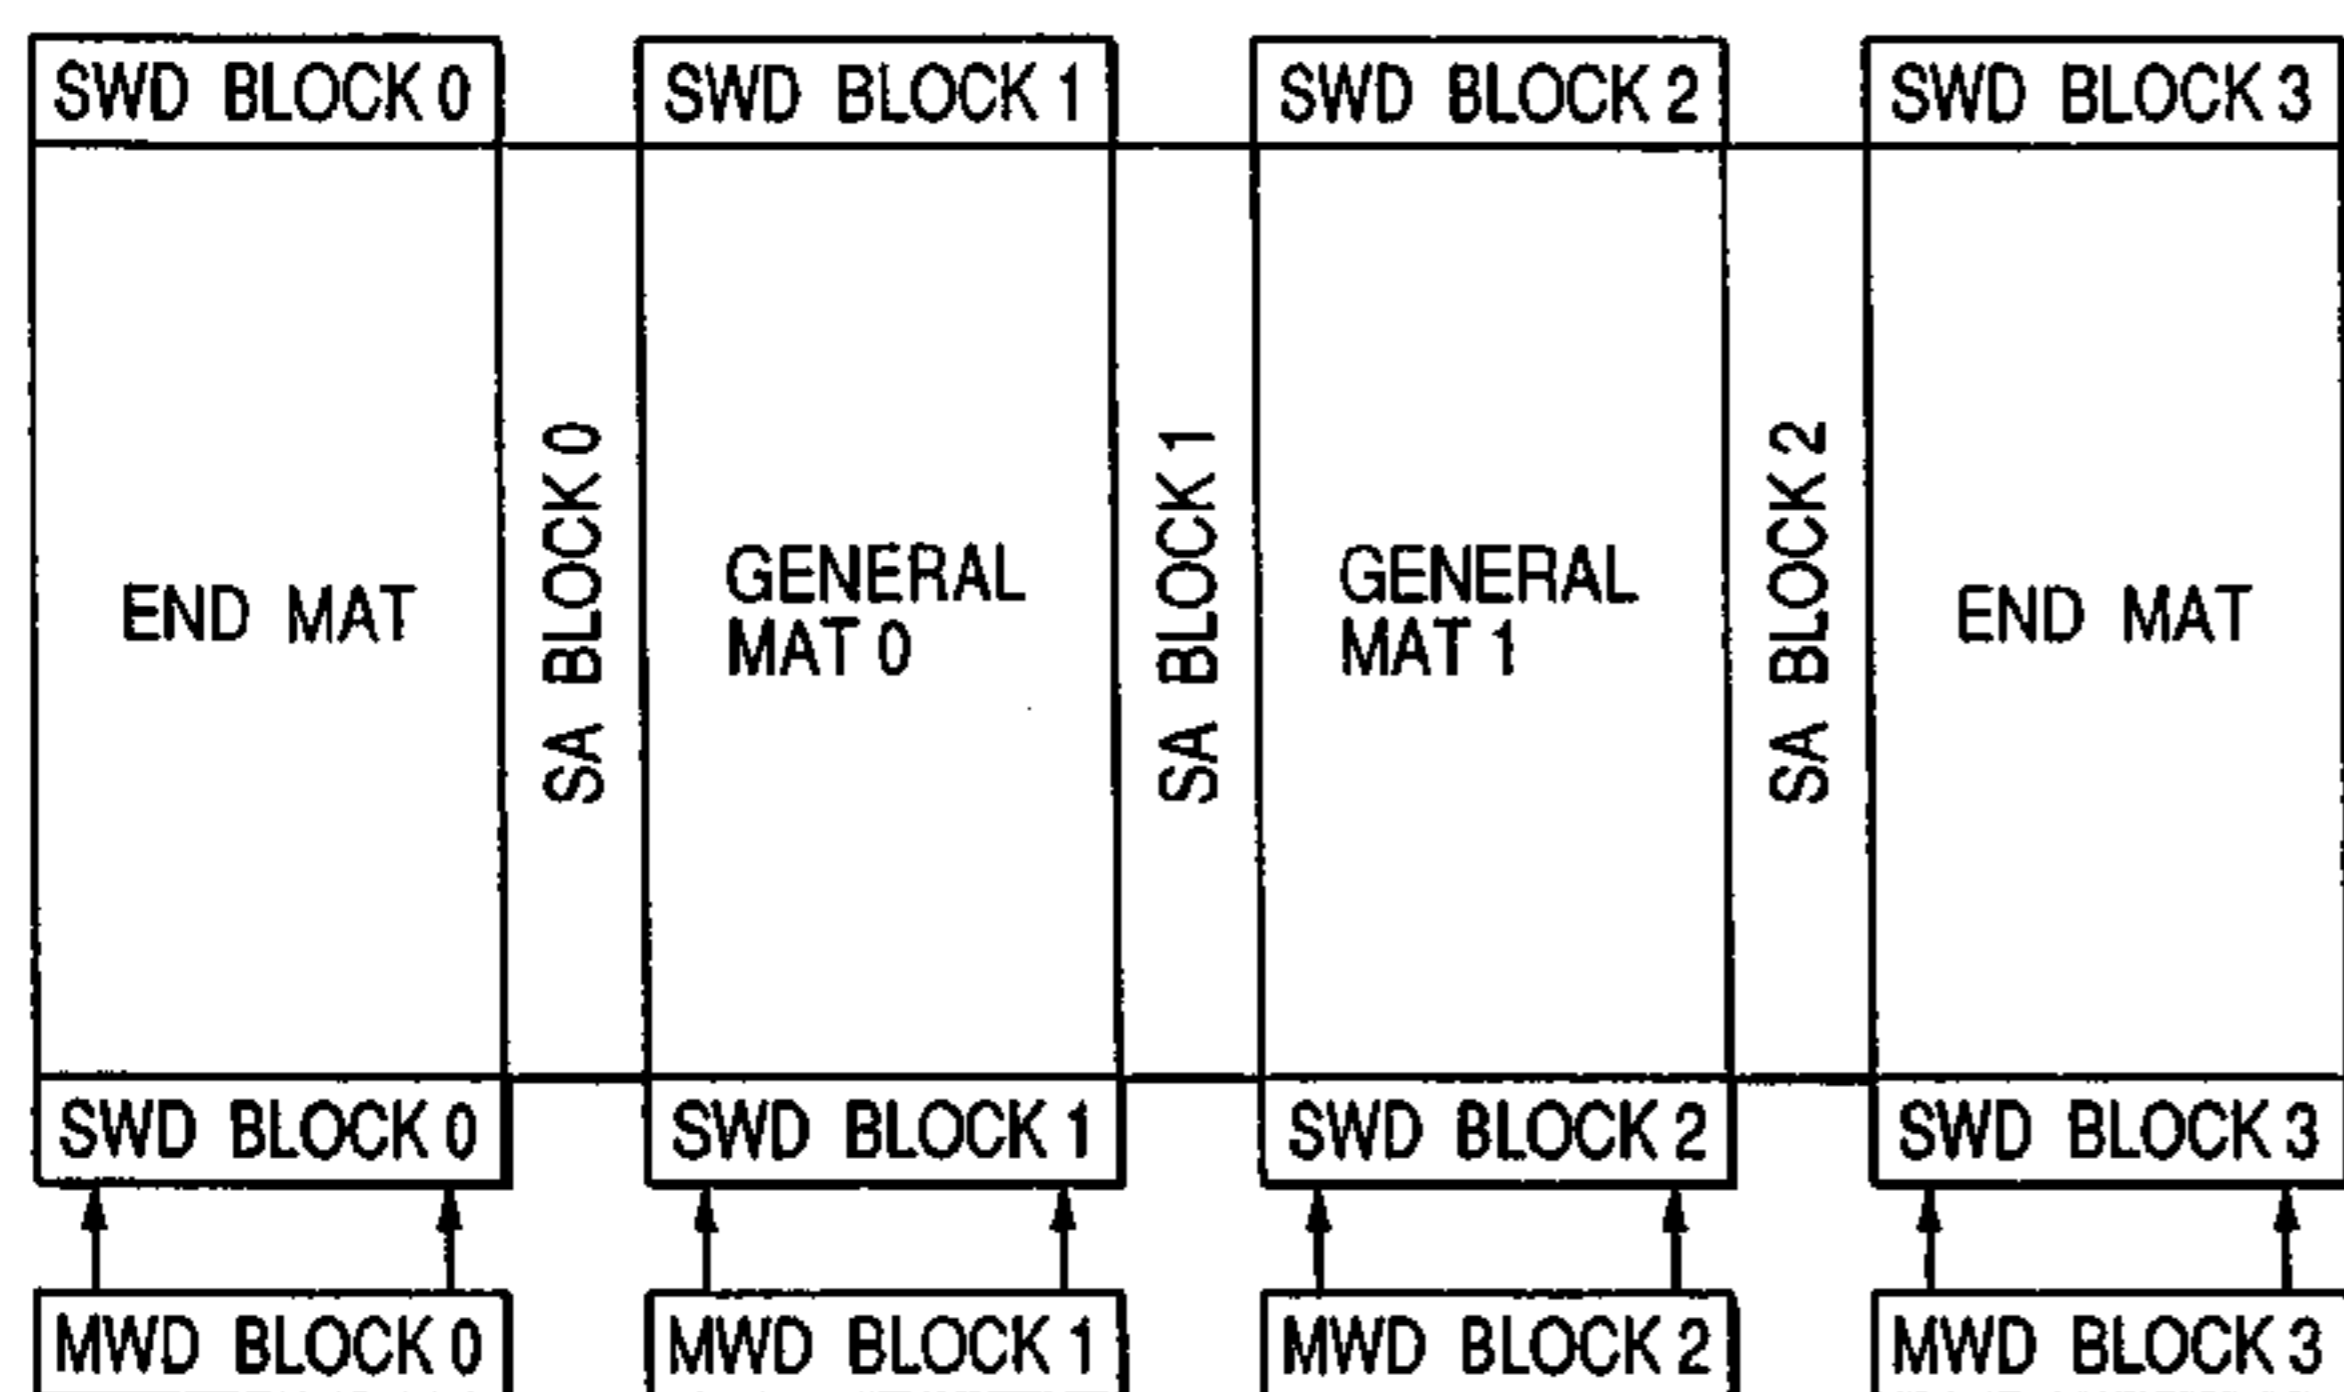 SWD BLOCK 0
SWD BLOCK 1
SWD BLOCK 2
SWD BLOCK 3
END MAT
SA BLOCK 0
GENERAL
MAT 0
SA BLOCK 1
GENERAL
MAT 1
SA BLOCK 2
END MAT
SWD BLOCK 0
SWD BLOCK 1
SWD BLOCK 2
SWD BLOCK 3
MWD BLOCK 0
MWD BLOCK 1
MWD BLOCK 2
MWD BLOCK 3